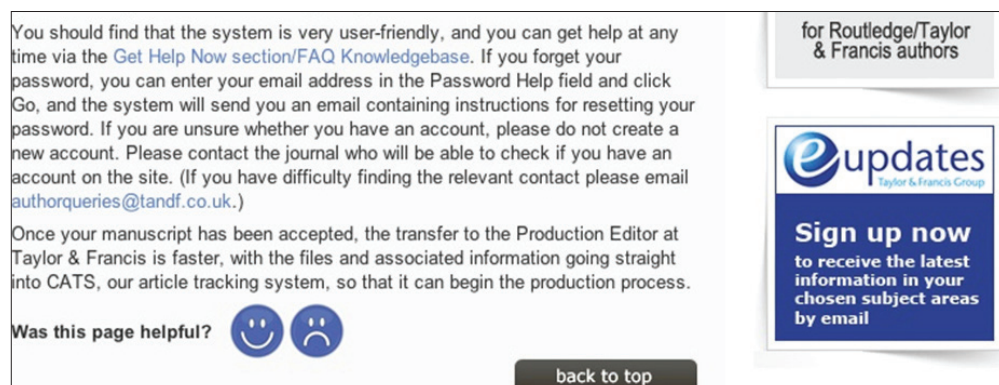 You should find that the system is very user-friendly, and you can get help at any
time via the Get Help Now section/FAQ Knowledgebase. If you forget your
password, you can enter your email address in the Password Help field and click
Go, and the system will send you an email containing instructions for resetting your
password. If you are unsure whether you have an account, please do not create a
new account. Please contact the journal who will be able to check if you have an
account on the site. (If you have difficulty finding the relevant contact please email
authorqueries@tandf.co.uk.)
Once your manuscript has been accepted, the transfer to the Production Editor at
Taylor & Francis is faster, with the files and associated information going straight
into CATS, our article tracking system, so that it can begin the production process.
Was this page helpful?
back to top
for Routledge/Taylor
& Francis authors
eupdates
Taylor & Francis Group
Sign up now
to receive the latest
information in your
chosen subject areas
by email